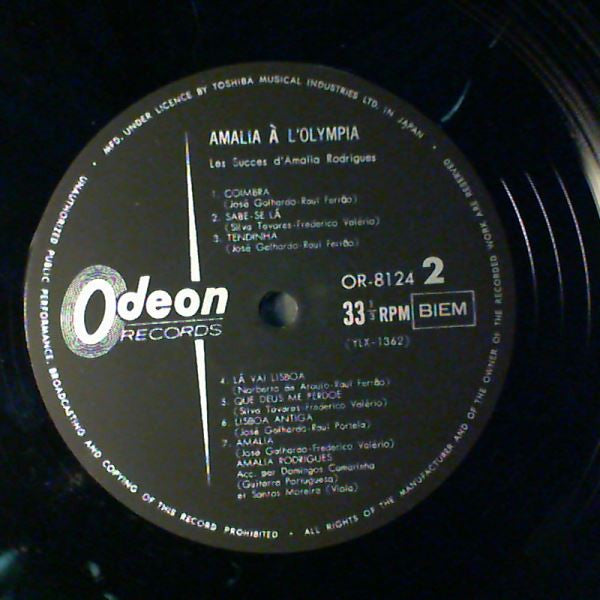 MFD. UNDER LICENCE BY TOSHIBA MUSICAL INDUSTRIES LTD. IN JAPAN
AMALIA À L'OLYMPIA
Les Succes d'Amalia Rodrigues
1. COIMBRA
(José Galhardo-Raul Ferrão)
2. SABE-SE LÁ
(Silva Tavares-Frederico Valério)
3. TENDINHA
(José Galhardo-Raul Ferrão)
Odeon
RECORDS
OR-8124 2
33 1/3 RPM BIEM
(YLX-1362)
4. LÁ VAI LISBOA
(Norberto de Araujo-Raul Ferrão)
5. QUE DEUS ME PERDOE
(Silva Tavares-Frederico Valério)
6. LISBOA ANTIGA
(José Galhardo-Raul Portela)
7. AMALIA
(José Galhardo-Frederico Valério)
AMALIA RODRIGUES
Acc. par Domingos Camarinha
(Guitarra Portuguesa)
et Santos Moreira (Viola)
UNAUTHORIZED PUBLIC PERFORMANCE, BROADCASTING AND COPYING OF THIS RECORD PROHIBITED
ALL RIGHTS OF THE MANUFACTURER AND OF THE OWNER OF THE RECORDED WORK ARE RESERVED